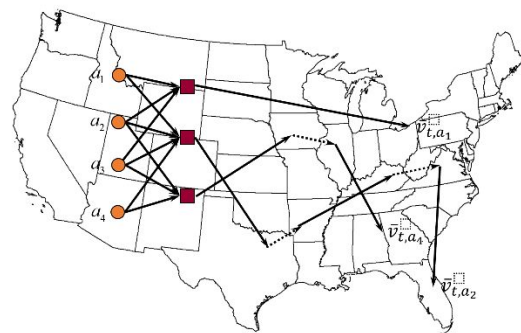 a₁
a₂
a₃
a₄
v̄ₜ,ₐ₁
v̄ₜ,ₐ₄
v̄ₜ,ₐ₂